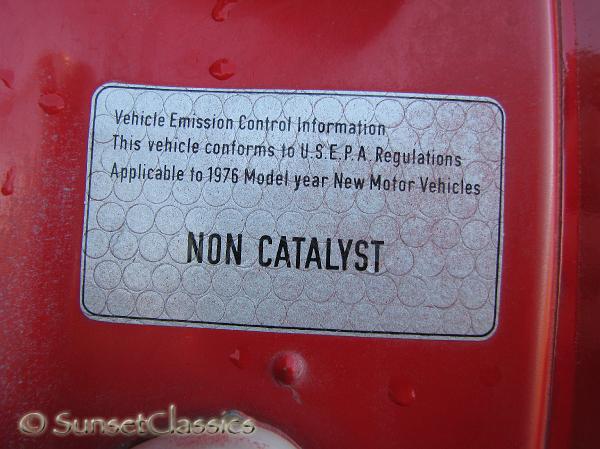 Vehicle Emission Control Information
This vehicle conforms to U.S.E.P.A. Regulations
Applicable to 1976 Model year New Motor Vehicles
NON CATALYST
© SunsetClassics